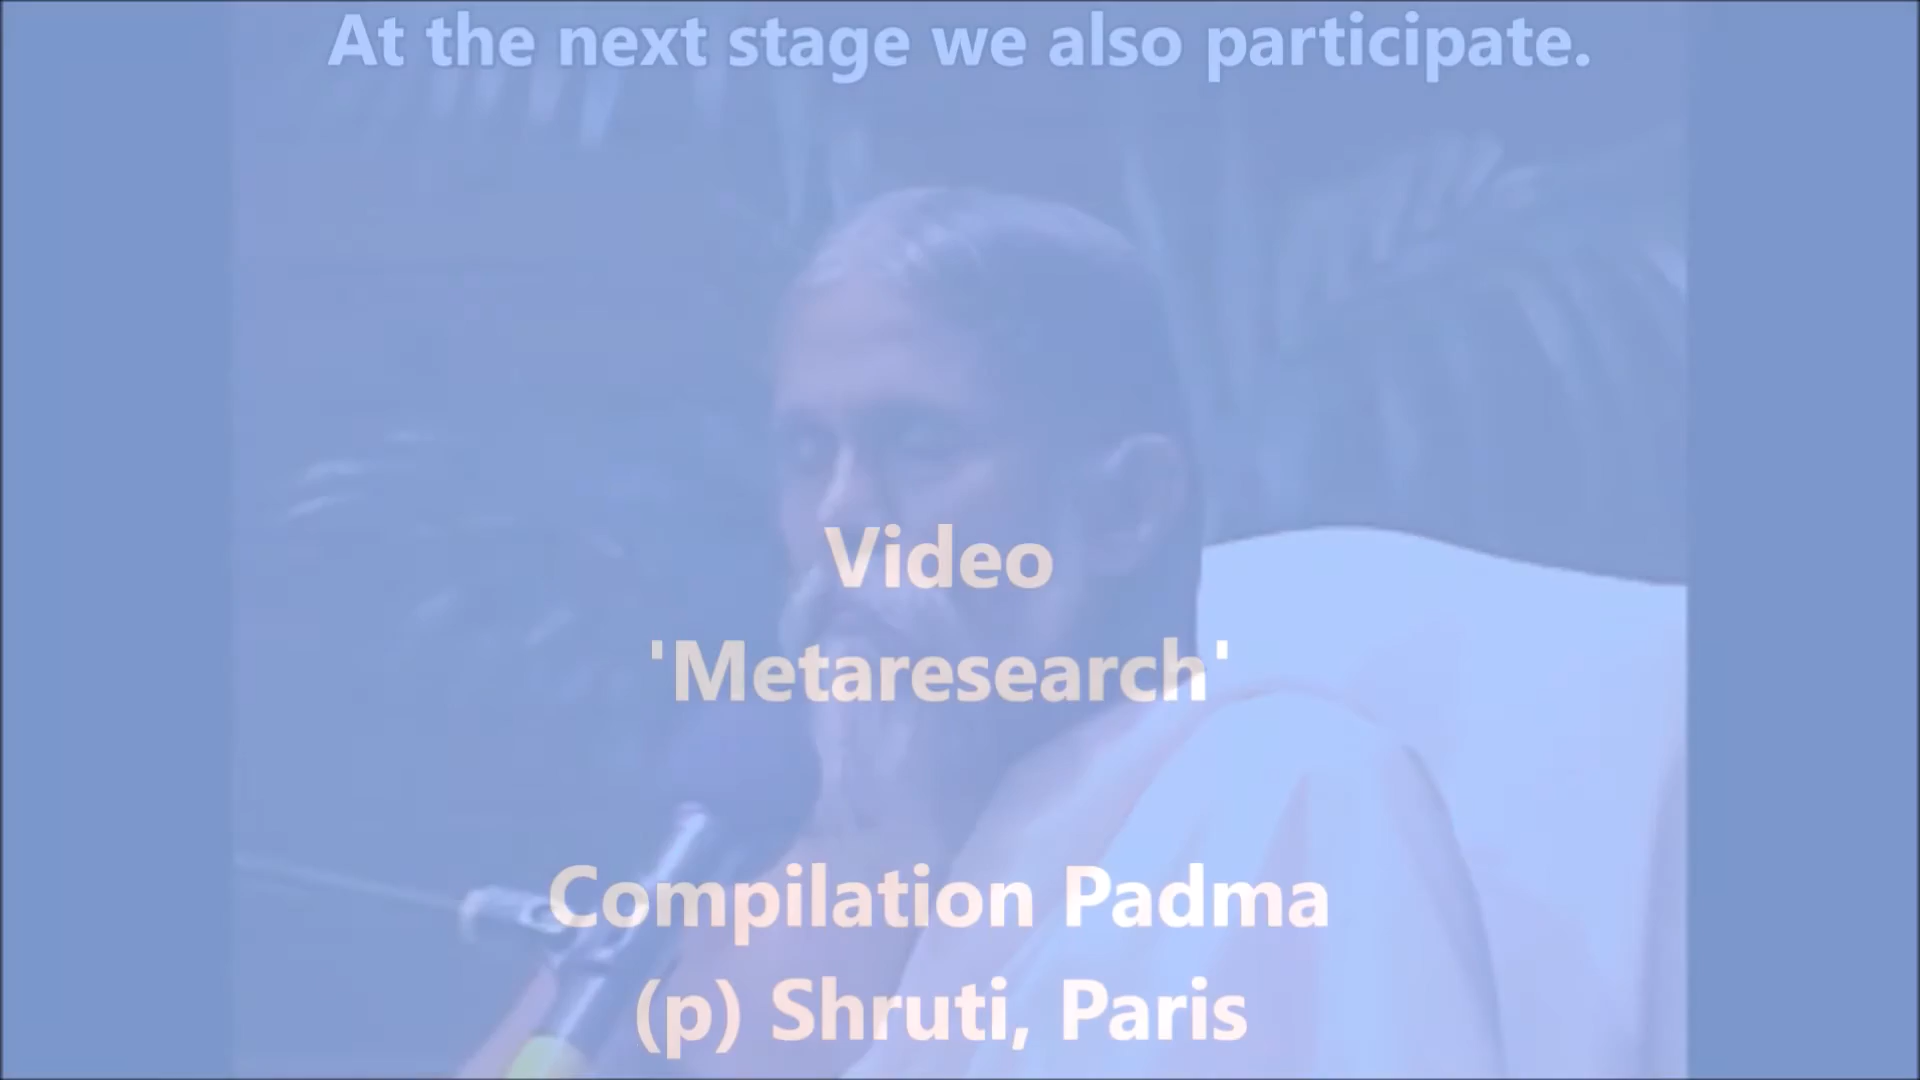 At the next stage we also participate.
Video
'Metaresearch'
Compilation Padma
(p) Shruti, Paris